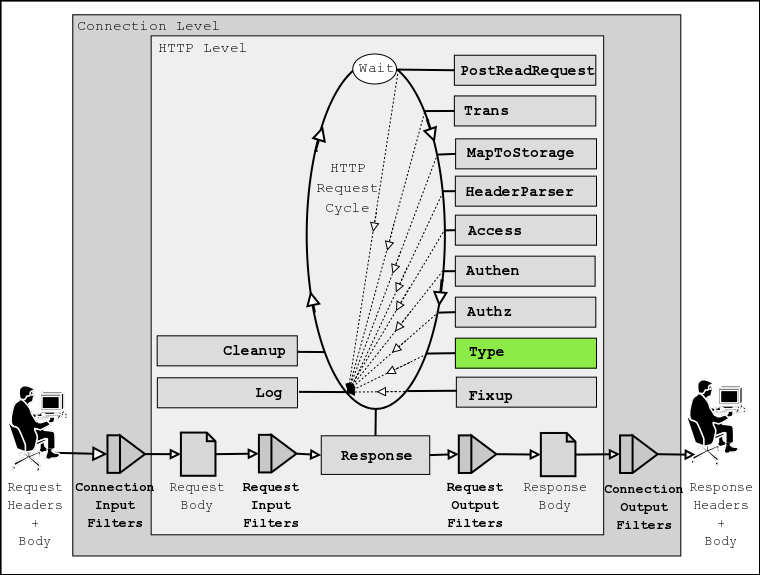 Connection Level
HTTP Level
Wait
PostReadRequest
Trans
MapToStorage
HTTP
Request
Cycle
HeaderParser
Access
Authen
Authz
Cleanup
Type
Log
Fixup
Response
Request
Headers
+
Body
Connection
Input
Filters
Request
Body
Request
Input
Filters
Request
Output
Filters
Response
Body
Connection
Output
Filters
Response
Headers
+
Body